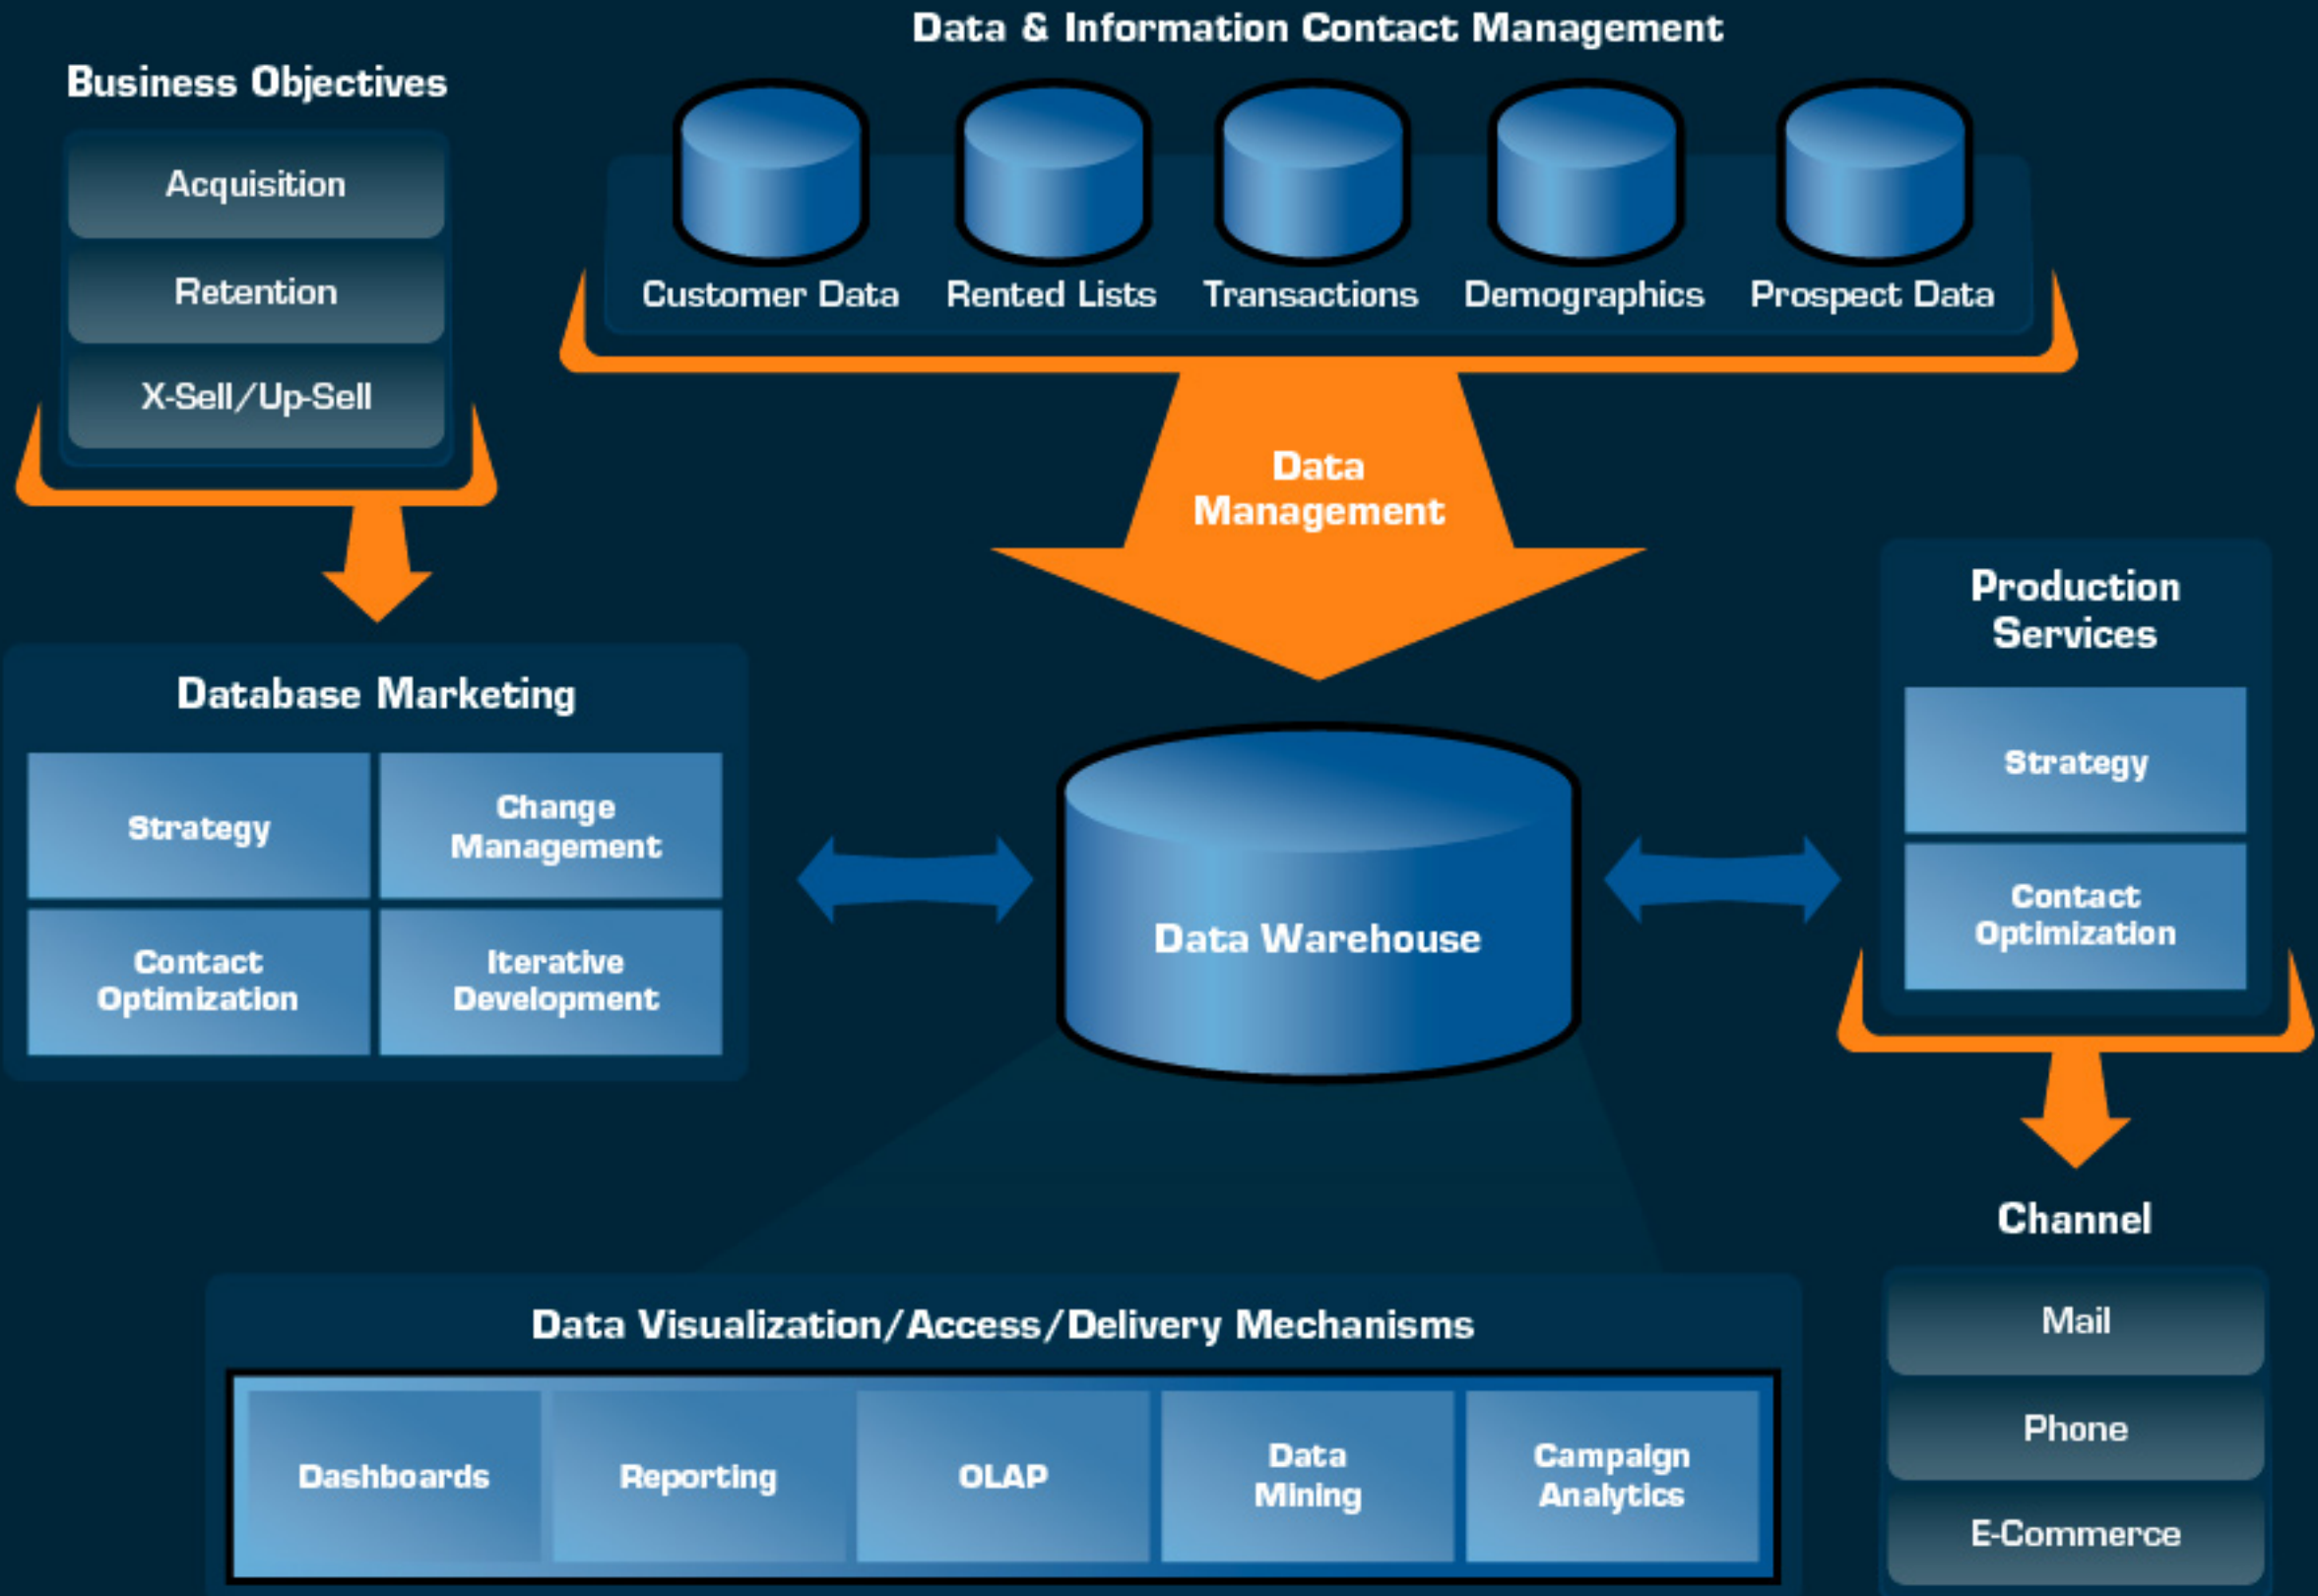 Data & Information Contact Management
Business Objectives
Acquisition
Retention
X-Sell/Up-Sell
Customer Data
Rented Lists
Transactions
Demographics
Prospect Data
Data
Management
Database Marketing
Strategy
Change
Management
Contact
Optimization
Iterative
Development
Data Warehouse
Production
Services
Strategy
Contact
Optimization
Channel
Mail
Phone
E-Commerce
Data Visualization/Access/Delivery Mechanisms
Dashboards
Reporting
OLAP
Data
Mining
Campaign
Analytics